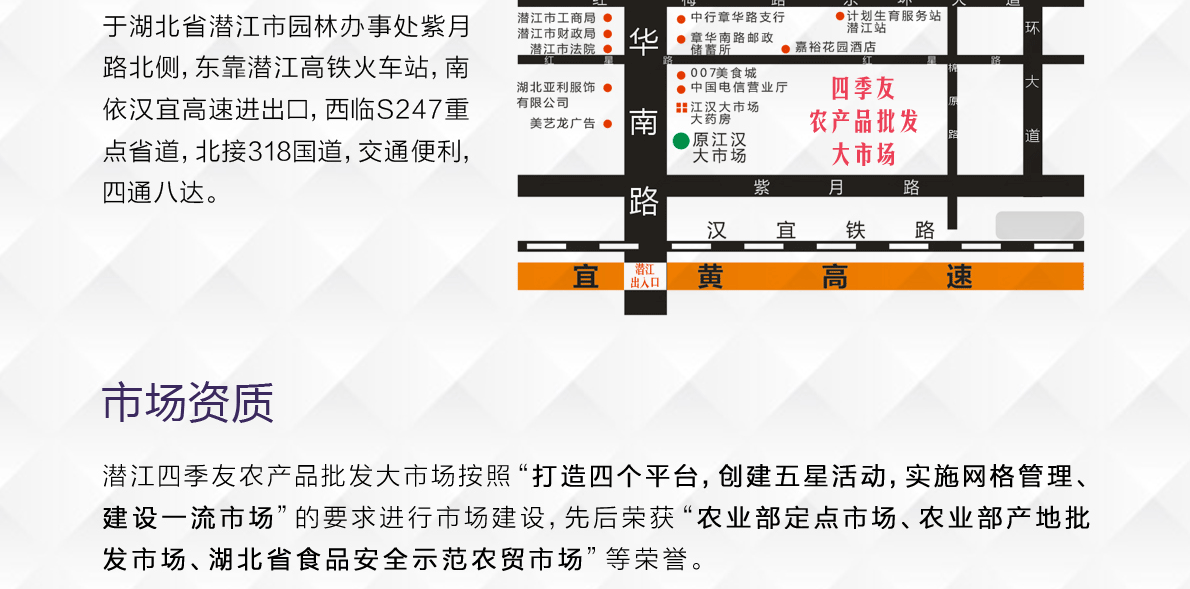 于湖北省潜江市园林办事处紫月
路北侧，东靠潜江高铁火车站，南
依汉宜高速进出口，西临S247重
点省道，北接318国道，交通便利，
四通八达。
潜江市工商局
潜江市财政局
潜江市法院
湖北亚利服饰
有限公司
美艺龙广告
华
南
路
中行章华路支行
章华南路邮政
储蓄所
计划生育服务站
潜江站
嘉裕花园酒店
红 星 路 红 星 路
007美食城
中国电信营业厅
江汉大市场
大药房
原江汉
大市场
四季友
农产品批发
大市场
环
大
道
原
路
紫 月 路
汉 宜 铁 路
宜 黄 高 速
潜江
出入口
市场资质
潜江四季友农产品批发大市场按照“打造四个平台，创建五星活动，实施网格管理、
建设一流市场”的要求进行市场建设，先后荣获“农业部定点市场、农业部产地批
发市场、湖北省食品安全示范农贸市场”等荣誉。